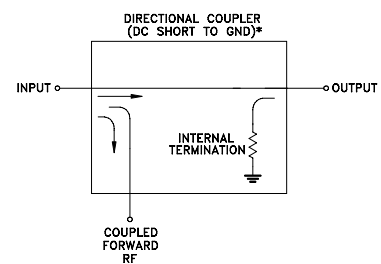 DIRECTIONAL COUPLER
(DC SHORT TO GND)*
INPUT
OUTPUT
INTERNAL
TERMINATION
COUPLED
FORWARD
RF